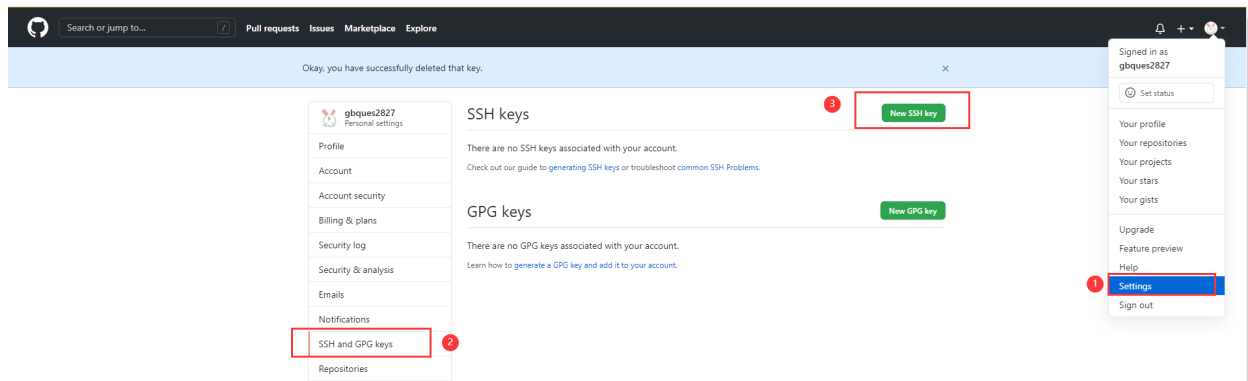 Search or jump to...
/
Pull requests Issues Marketplace Explore
Okay, you have successfully deleted that key.
gbques2827
Personal settings
Profile
Account
Account security
Billing & plans
Security log
Security & analysis
Emails
Notifications
SSH and GPG keys
2
Repositories
SSH keys
3
New SSH key
There are no SSH keys associated with your account.
Check out our guide to generating SSH keys or troubleshoot common SSH Problems.
GPG keys
New GPG key
There are no GPG keys associated with your account.
Learn how to generate a GPG key and add it to your account.
Signed in as
gbques2827
Set status
Your profile
Your repositories
Your projects
Your stars
Your gists
Upgrade
Feature preview
Help
1
Settings
Sign out